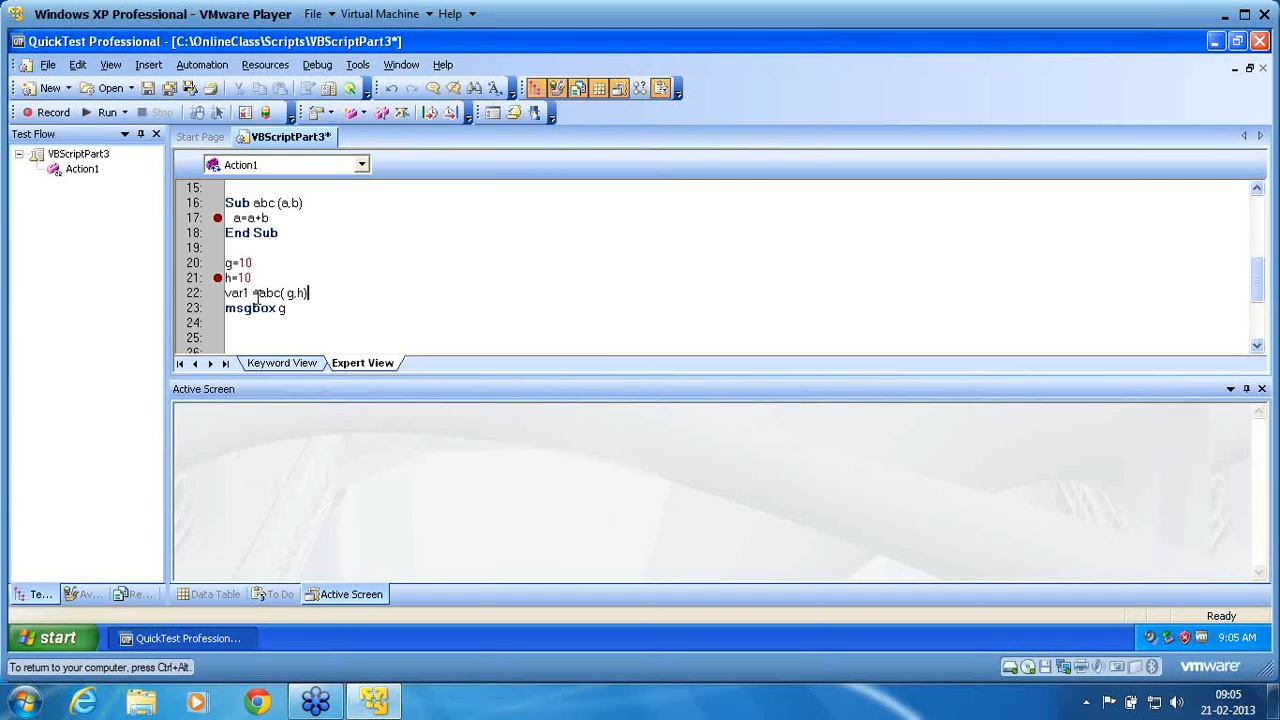 Windows XP Professional - VMware Player File Virtual Machine Help
QuickTest Professional - [C:\OnlineClass\Scripts\VBScriptPart3*]
File Edit View Insert Automation Resources Debug Tools Window Help
New Open
Record Run Stop
Test Flow
Start Page VBScriptPart3*
VBScriptPart3
Action1
Action1
15:
16: Sub abc (a,b)
17: a=a+b
18: End Sub
19:
20: g=10
21: h=10
22: var1 =abc( g,h)
23: msgbox g
24:
25:
26:
Keyword View Expert View
Active Screen
Te... Av... Re... Data Table To Do Active Screen
Ready
start QuickTest Profession... 9:05 AM
To return to your computer, press Ctrl+Alt. vmware
09:05
21-02-2013